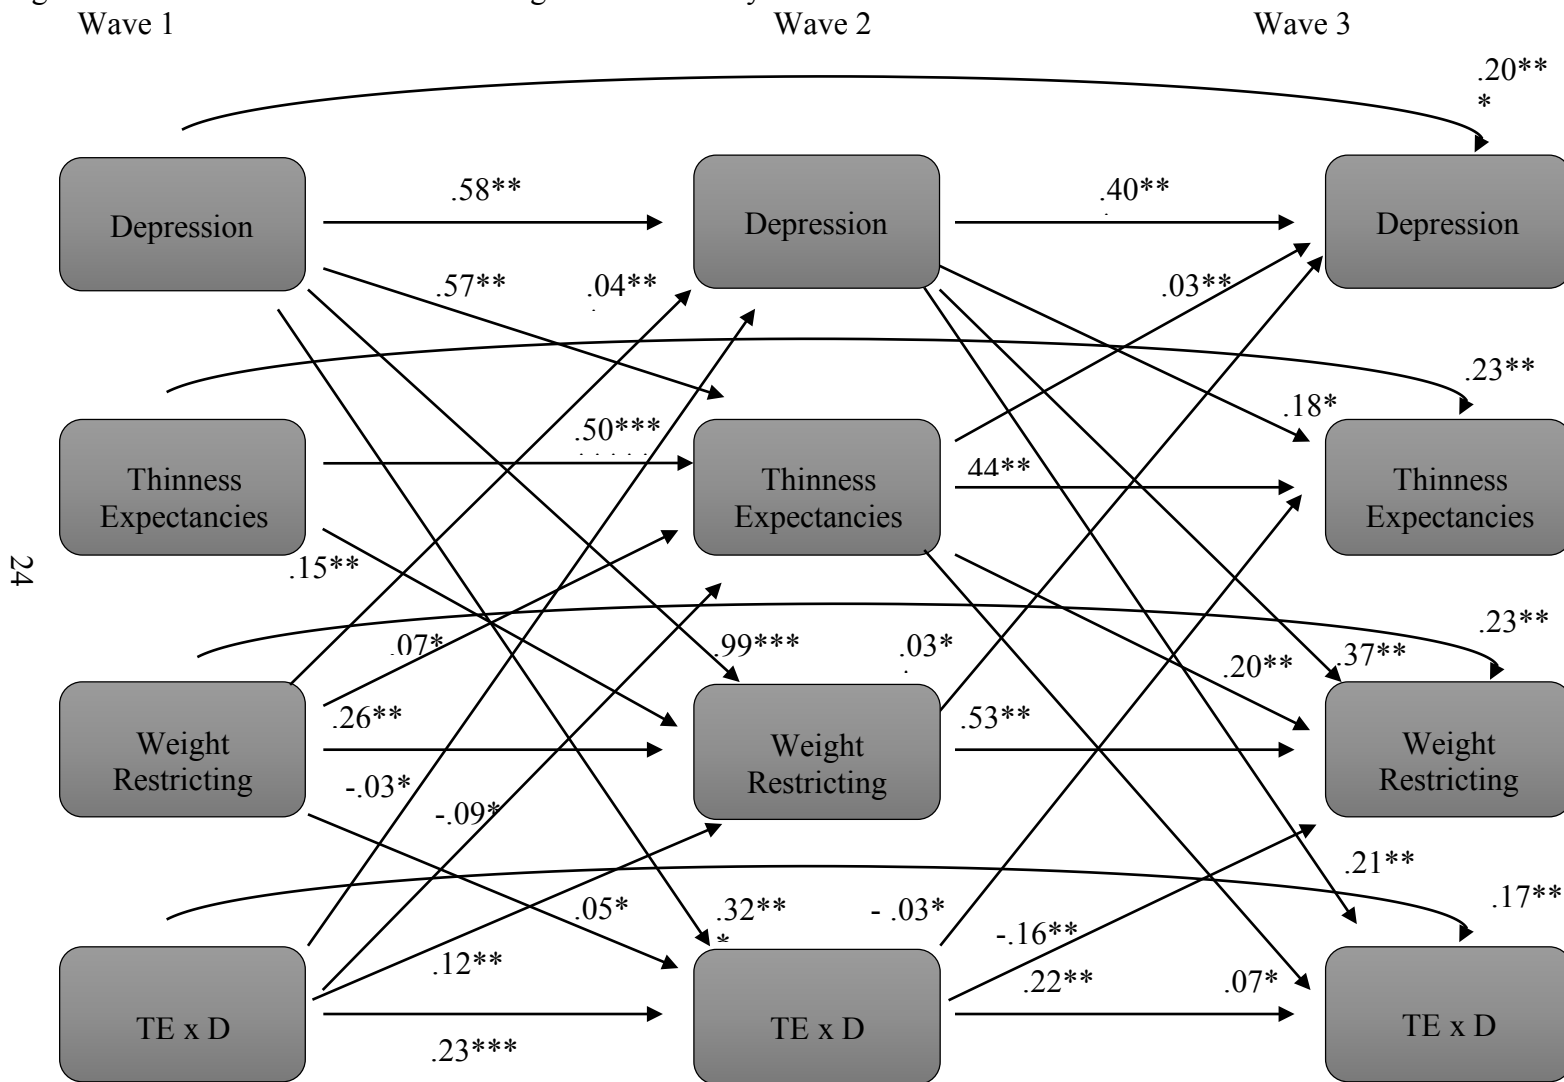 Wave 1
Wave 2
Wave 3
.20**
*
Depression
.58**
Depression
.40**
Depression
.57**
.04**
.03**
.23**
.18*
Thinness
Expectancies
.50***
Thinness
Expectancies
44**
Thinness
Expectancies
24
.15**
.07*
.99***
.03*
.20**
.37**
.23**
Weight
Restricting
.26**
Weight
Restricting
.53**
Weight
Restricting
-.03*
-.09*
.05*
.32**
*
- .03*
-.16**
.21**
.17**
TE x D
.12**
TE x D
.22**
.07*
TE x D
.23***